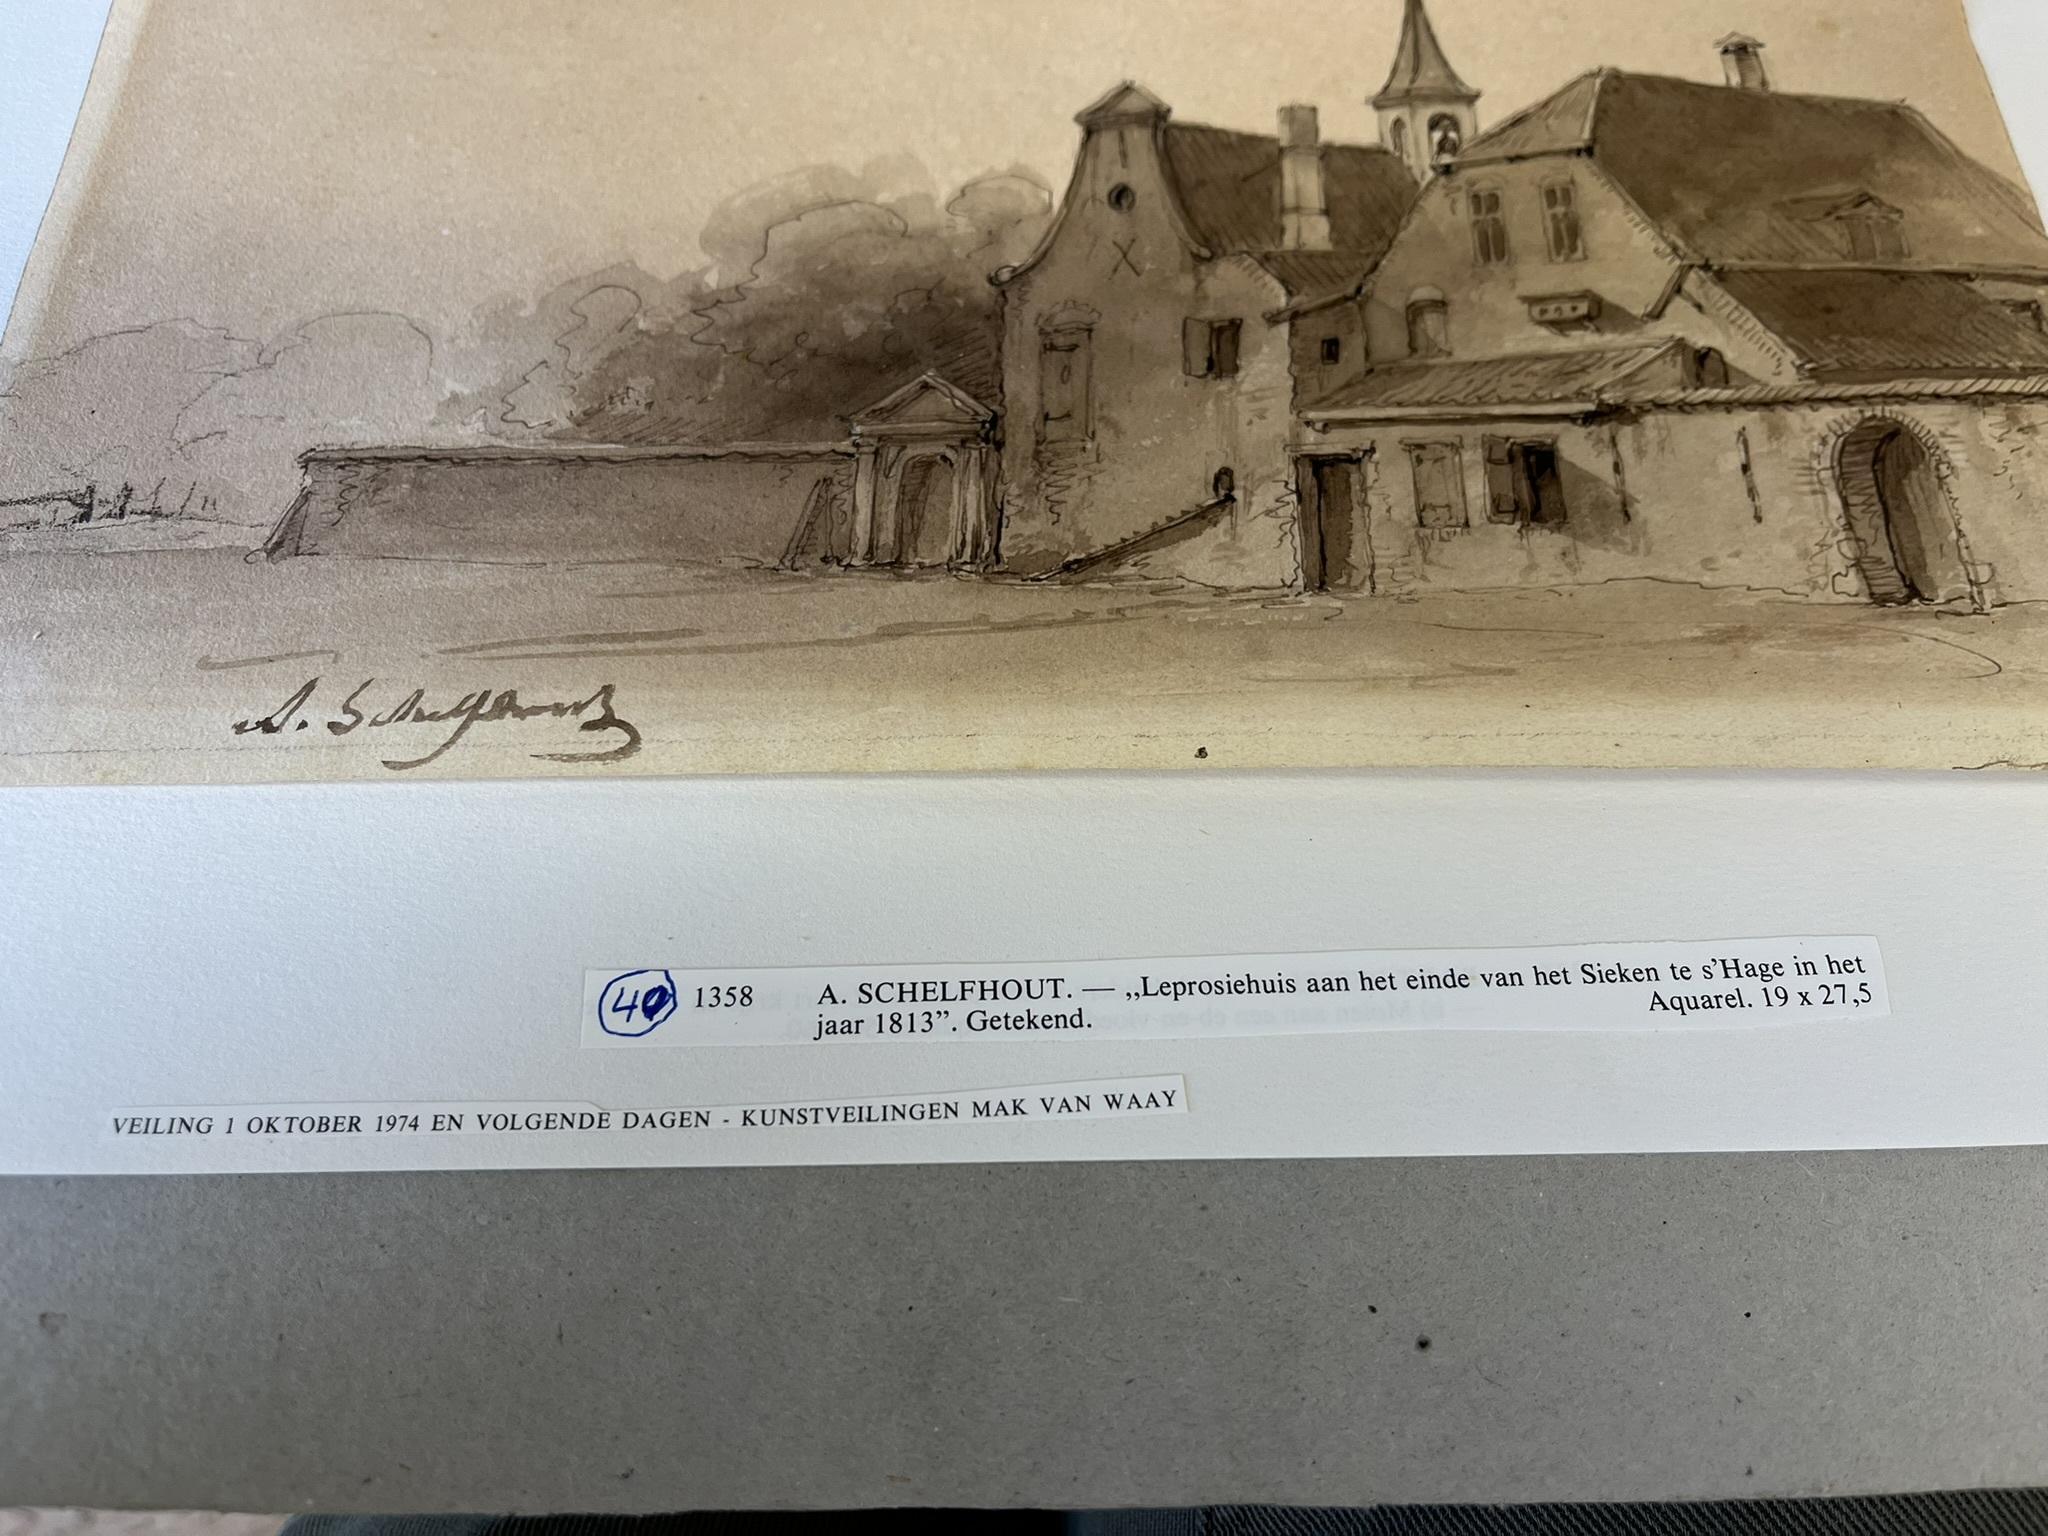 A. Schelfhout
40 1358 A. SCHELFHOUT. — „Leprosiehuis aan het einde van het Sieken te s’Hage in het
jaar 1813”. Getekend. Aquarel. 19 x 27,5
VEILING 1 OKTOBER 1974 EN VOLGENDE DAGEN - KUNSTVEILINGEN MAK VAN WAAY